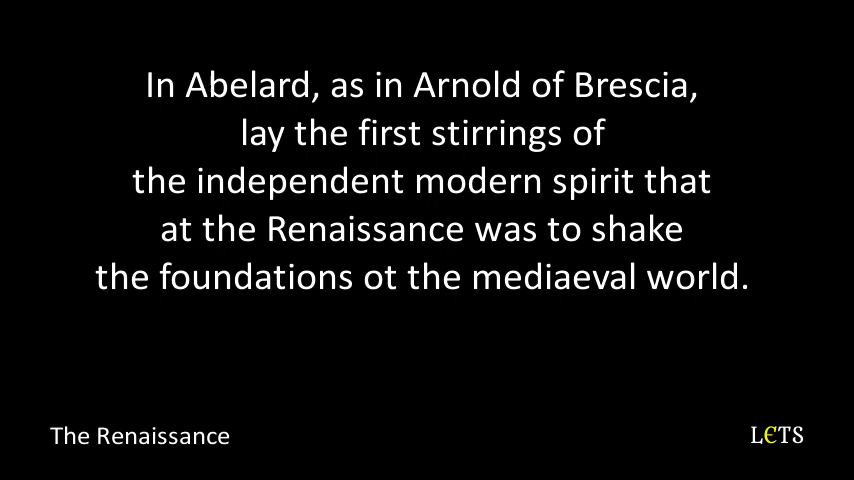 In Abelard, as in Arnold of Brescia,
lay the first stirrings of
the independent modern spirit that
at the Renaissance was to shake
the foundations ot the mediaeval world.
The Renaissance
LЄTS